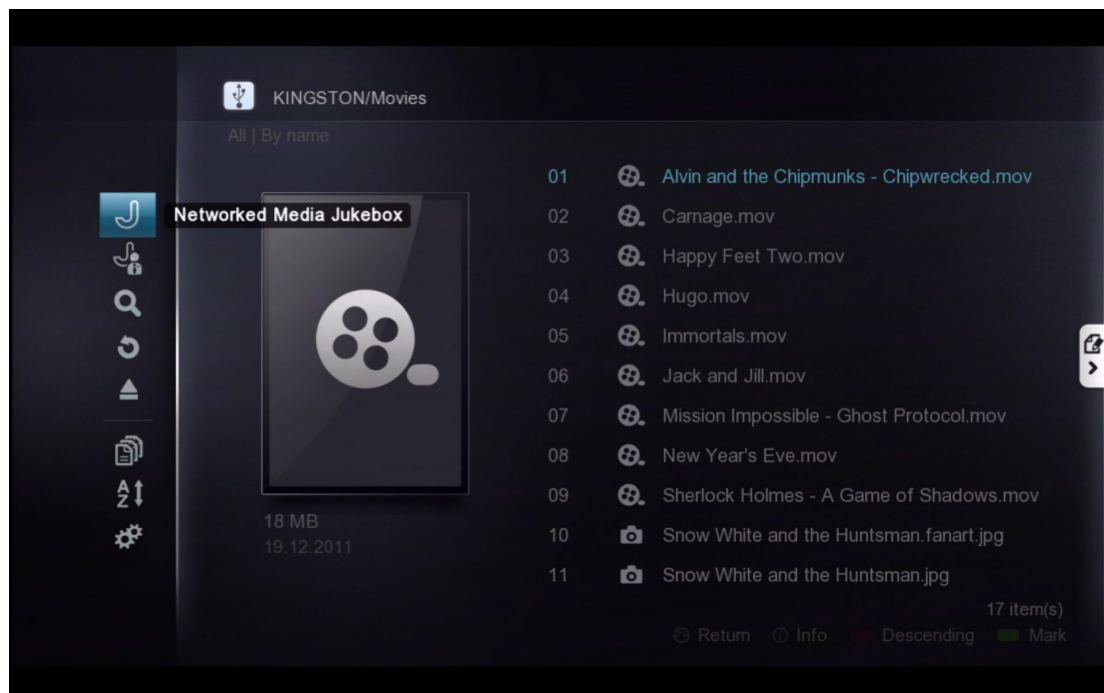 KINGSTON/Movies
All | By name
Networked Media Jukebox
01 Alvin and the Chipmunks - Chipwrecked.mov
02 Carnage.mov
03 Happy Feet Two.mov
04 Hugo.mov
05 Immortals.mov
06 Jack and Jill.mov
07 Mission Impossible - Ghost Protocol.mov
08 New Year's Eve.mov
09 Sherlock Holmes - A Game of Shadows.mov
10 Snow White and the Huntsman.fanart.jpg
11 Snow White and the Huntsman.jpg
18 MB
19.12.2011
A
Z
17 item(s)
Return Info Descending Mark